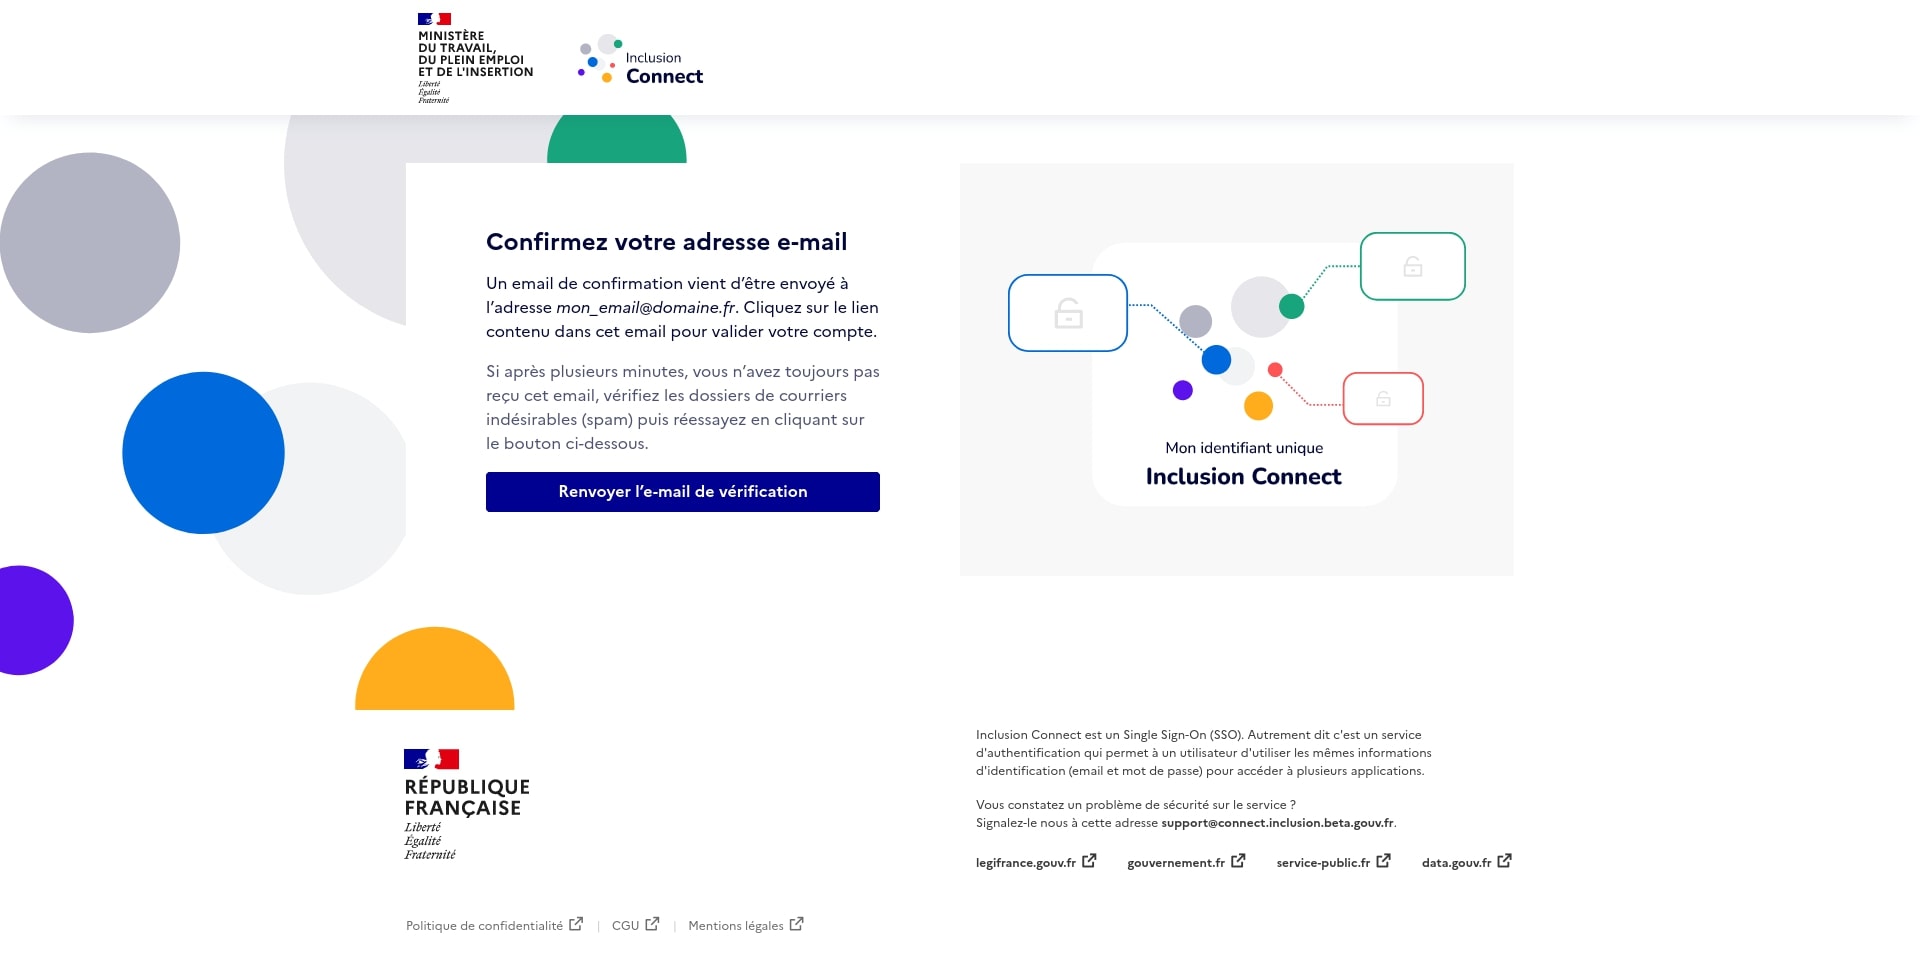 MINISTÈRE
DU TRAVAIL,
DU PLEIN EMPLOI
ET DE L'INSERTION
Liberté
Égalité
Fraternité
Inclusion
Connect
Confirmez votre adresse e-mail
Un email de confirmation vient d’être envoyé à
l’adresse mon_email@domaine.fr. Cliquez sur le lien
contenu dans cet email pour valider votre compte.
Si après plusieurs minutes, vous n’avez toujours pas
reçu cet email, vérifiez les dossiers de courriers
indésirables (spam) puis réessayez en cliquant sur
le bouton ci-dessous.
Renvoyer l’e-mail de vérification
Mon identifiant unique
Inclusion Connect
RÉPUBLIQUE
FRANÇAISE
Liberté
Égalité
Fraternité
Inclusion Connect est un Single Sign-On (SSO). Autrement dit c'est un service
d'authentification qui permet à un utilisateur d'utiliser les mêmes informations
d'identification (email et mot de passe) pour accéder à plusieurs applications.
Vous constatez un problème de sécurité sur le service ?
Signalez-le nous à cette adresse support@connect.inclusion.beta.gouv.fr.
legifrance.gouv.fr gouvernement.fr service-public.fr data.gouv.fr
Politique de confidentialité | CGU | Mentions légales